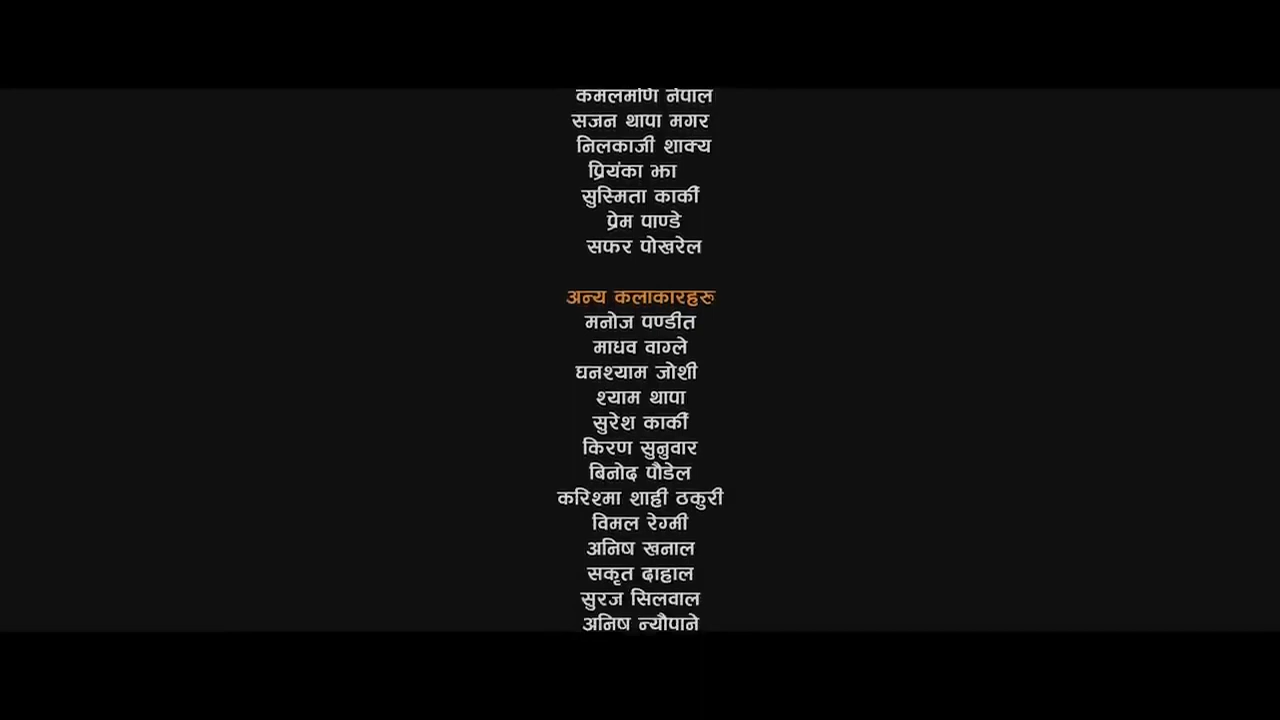 कमलमणि नेपाल
सजन थापा मगर
निलकाजी शाक्य
प्रियंका झा
सुस्मिता कार्की
प्रेम पाण्डे
सफर पोखरेल
अन्य कलाकारहरु
मनोज पण्डीत
माधव वाग्ले
घनश्याम जोशी
श्याम थापा
सुरेश कार्की
किरण सुनुवार
बिनोद पौडेल
करिश्मा शाही ठकुरी
विमल रेग्मी
अनिष खनाल
सकृत दाहाल
सुरज सिलवाल
अनिष न्यौपाने